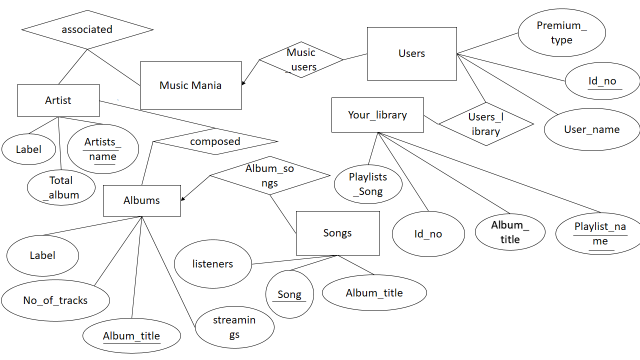 associated
Music Mania
Music
_users
Users
Premium_
type
Id_no
User_name
Artist
Label
Total
_album
Artists_
name
composed
Your_library
Users_l
ibrary
Albums
Album_so
ngs
Playlists
_Song
Id_no
Album_
title
Playlist_na
me
Songs
Label
No_of_tracks
Album_title
streamin
gs
listeners
Song
Album_title